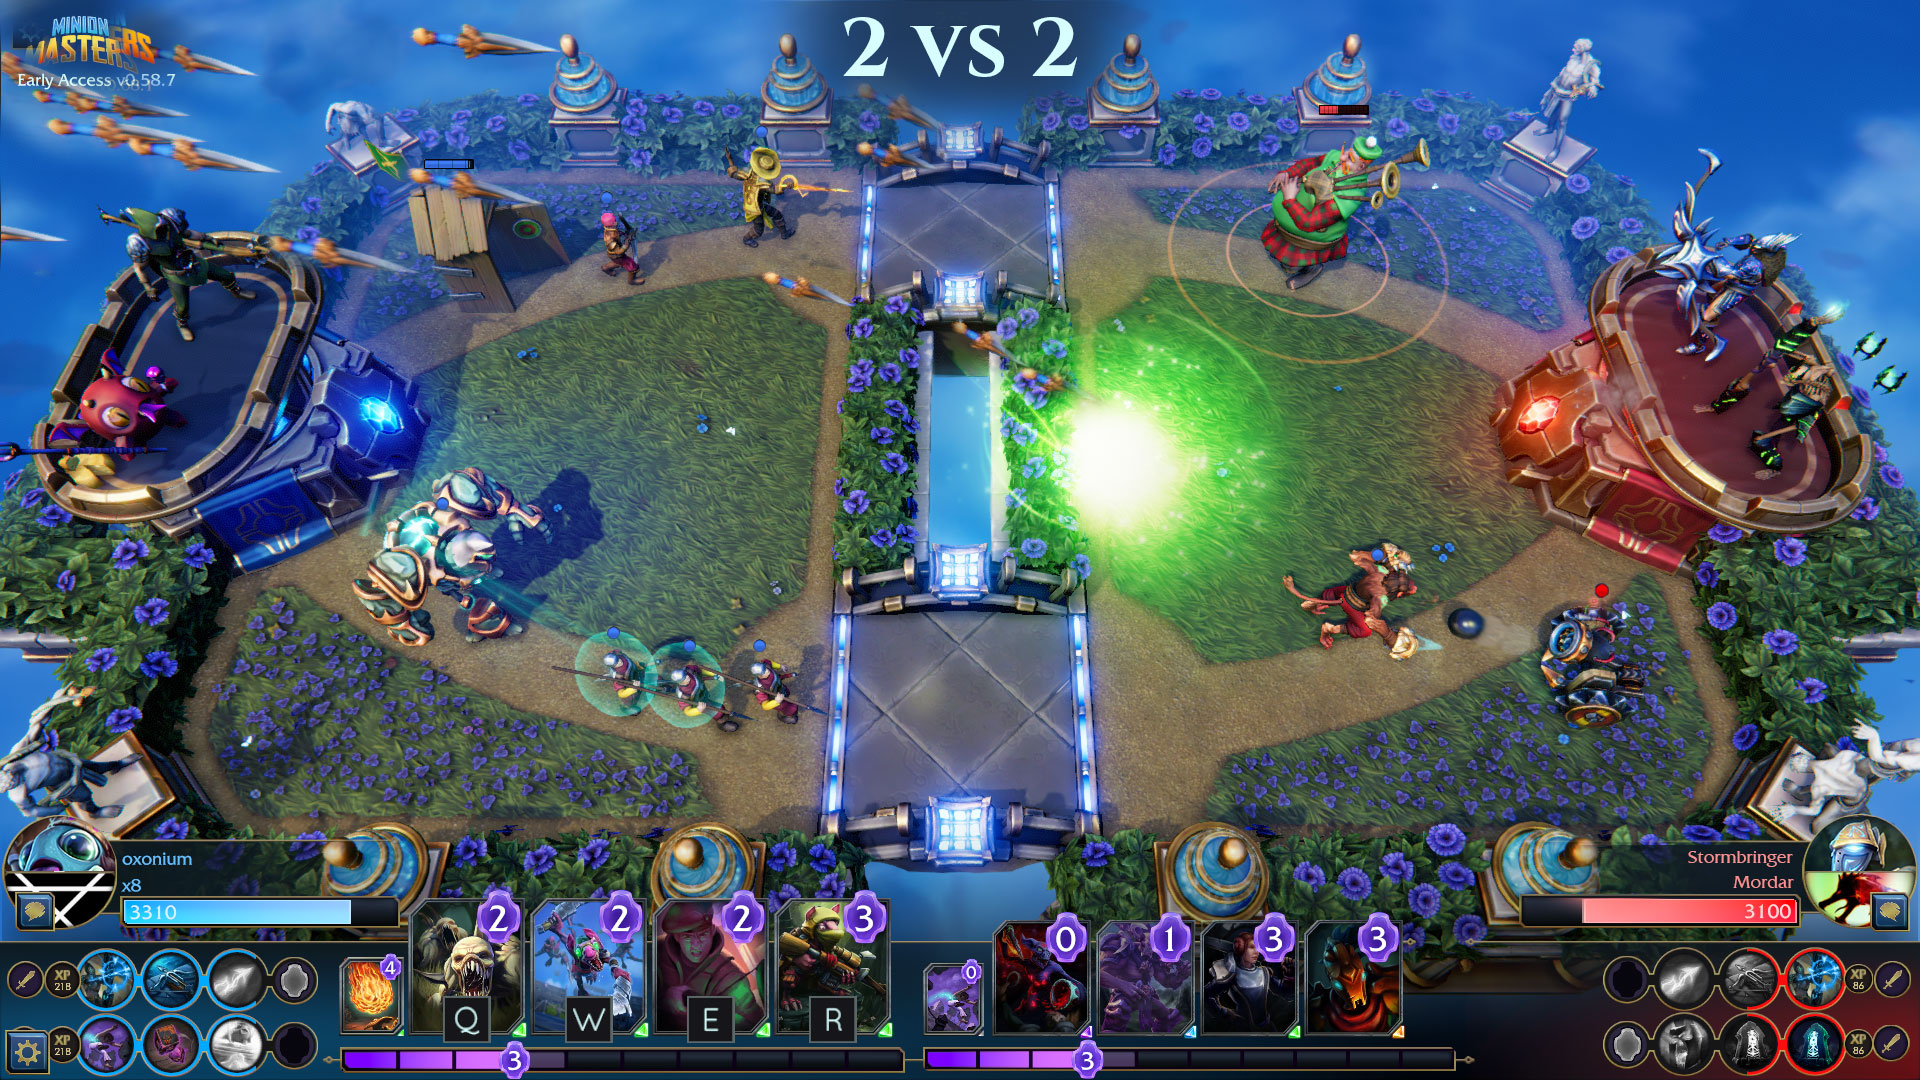 2 VS 2
MINION
MASTERS
Early Access v0.58.7
oxonium
x8
3310
Stormbringer
Mordar
3100
XP
218
XP
218
4
2
2
2
3
Q
W
E
R
3
0
0
1
3
3
3
XP
86
XP
86